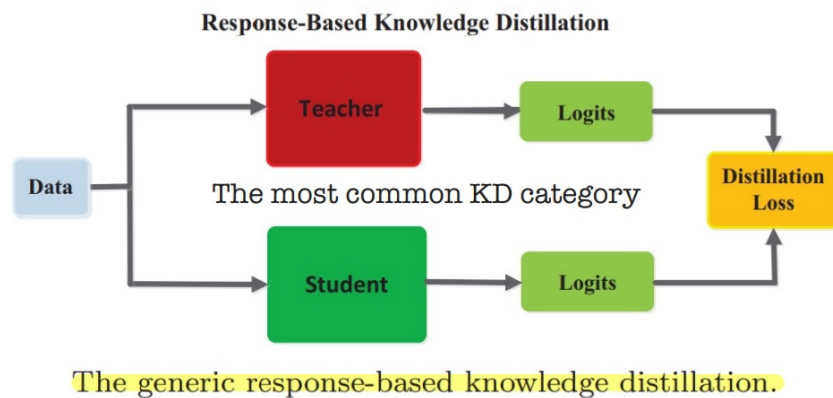 Response-Based Knowledge Distillation
Teacher
Logits
Data
The most common KD category
Distillation
Loss
Student
Logits
The generic response-based knowledge distillation.